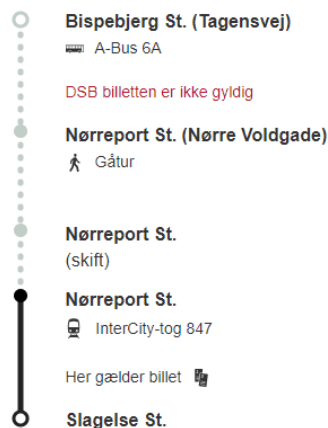 Bispebjerg St. (Tagensvej)
A-Bus 6A
DSB billetten er ikke gyldig
Nørreport St. (Nørre Voldgade)
Gåtur
Nørreport St.
(skift)
Nørreport St.
InterCity-tog 847
Her gælder billet
Slagelse St.